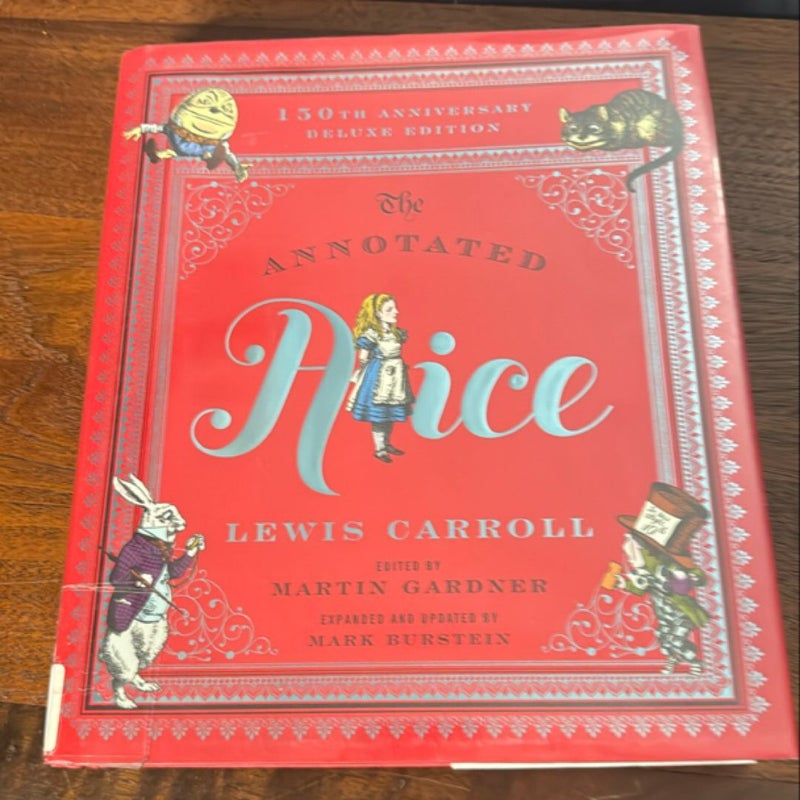 150TH ANNIVERSARY
DELUXE EDITION
The
ANNOTATED
Alice
LEWIS CARROLL
EDITED BY
MARTIN GARDNER
EXPANDED AND UPDATED BY
MARK BURSTEIN